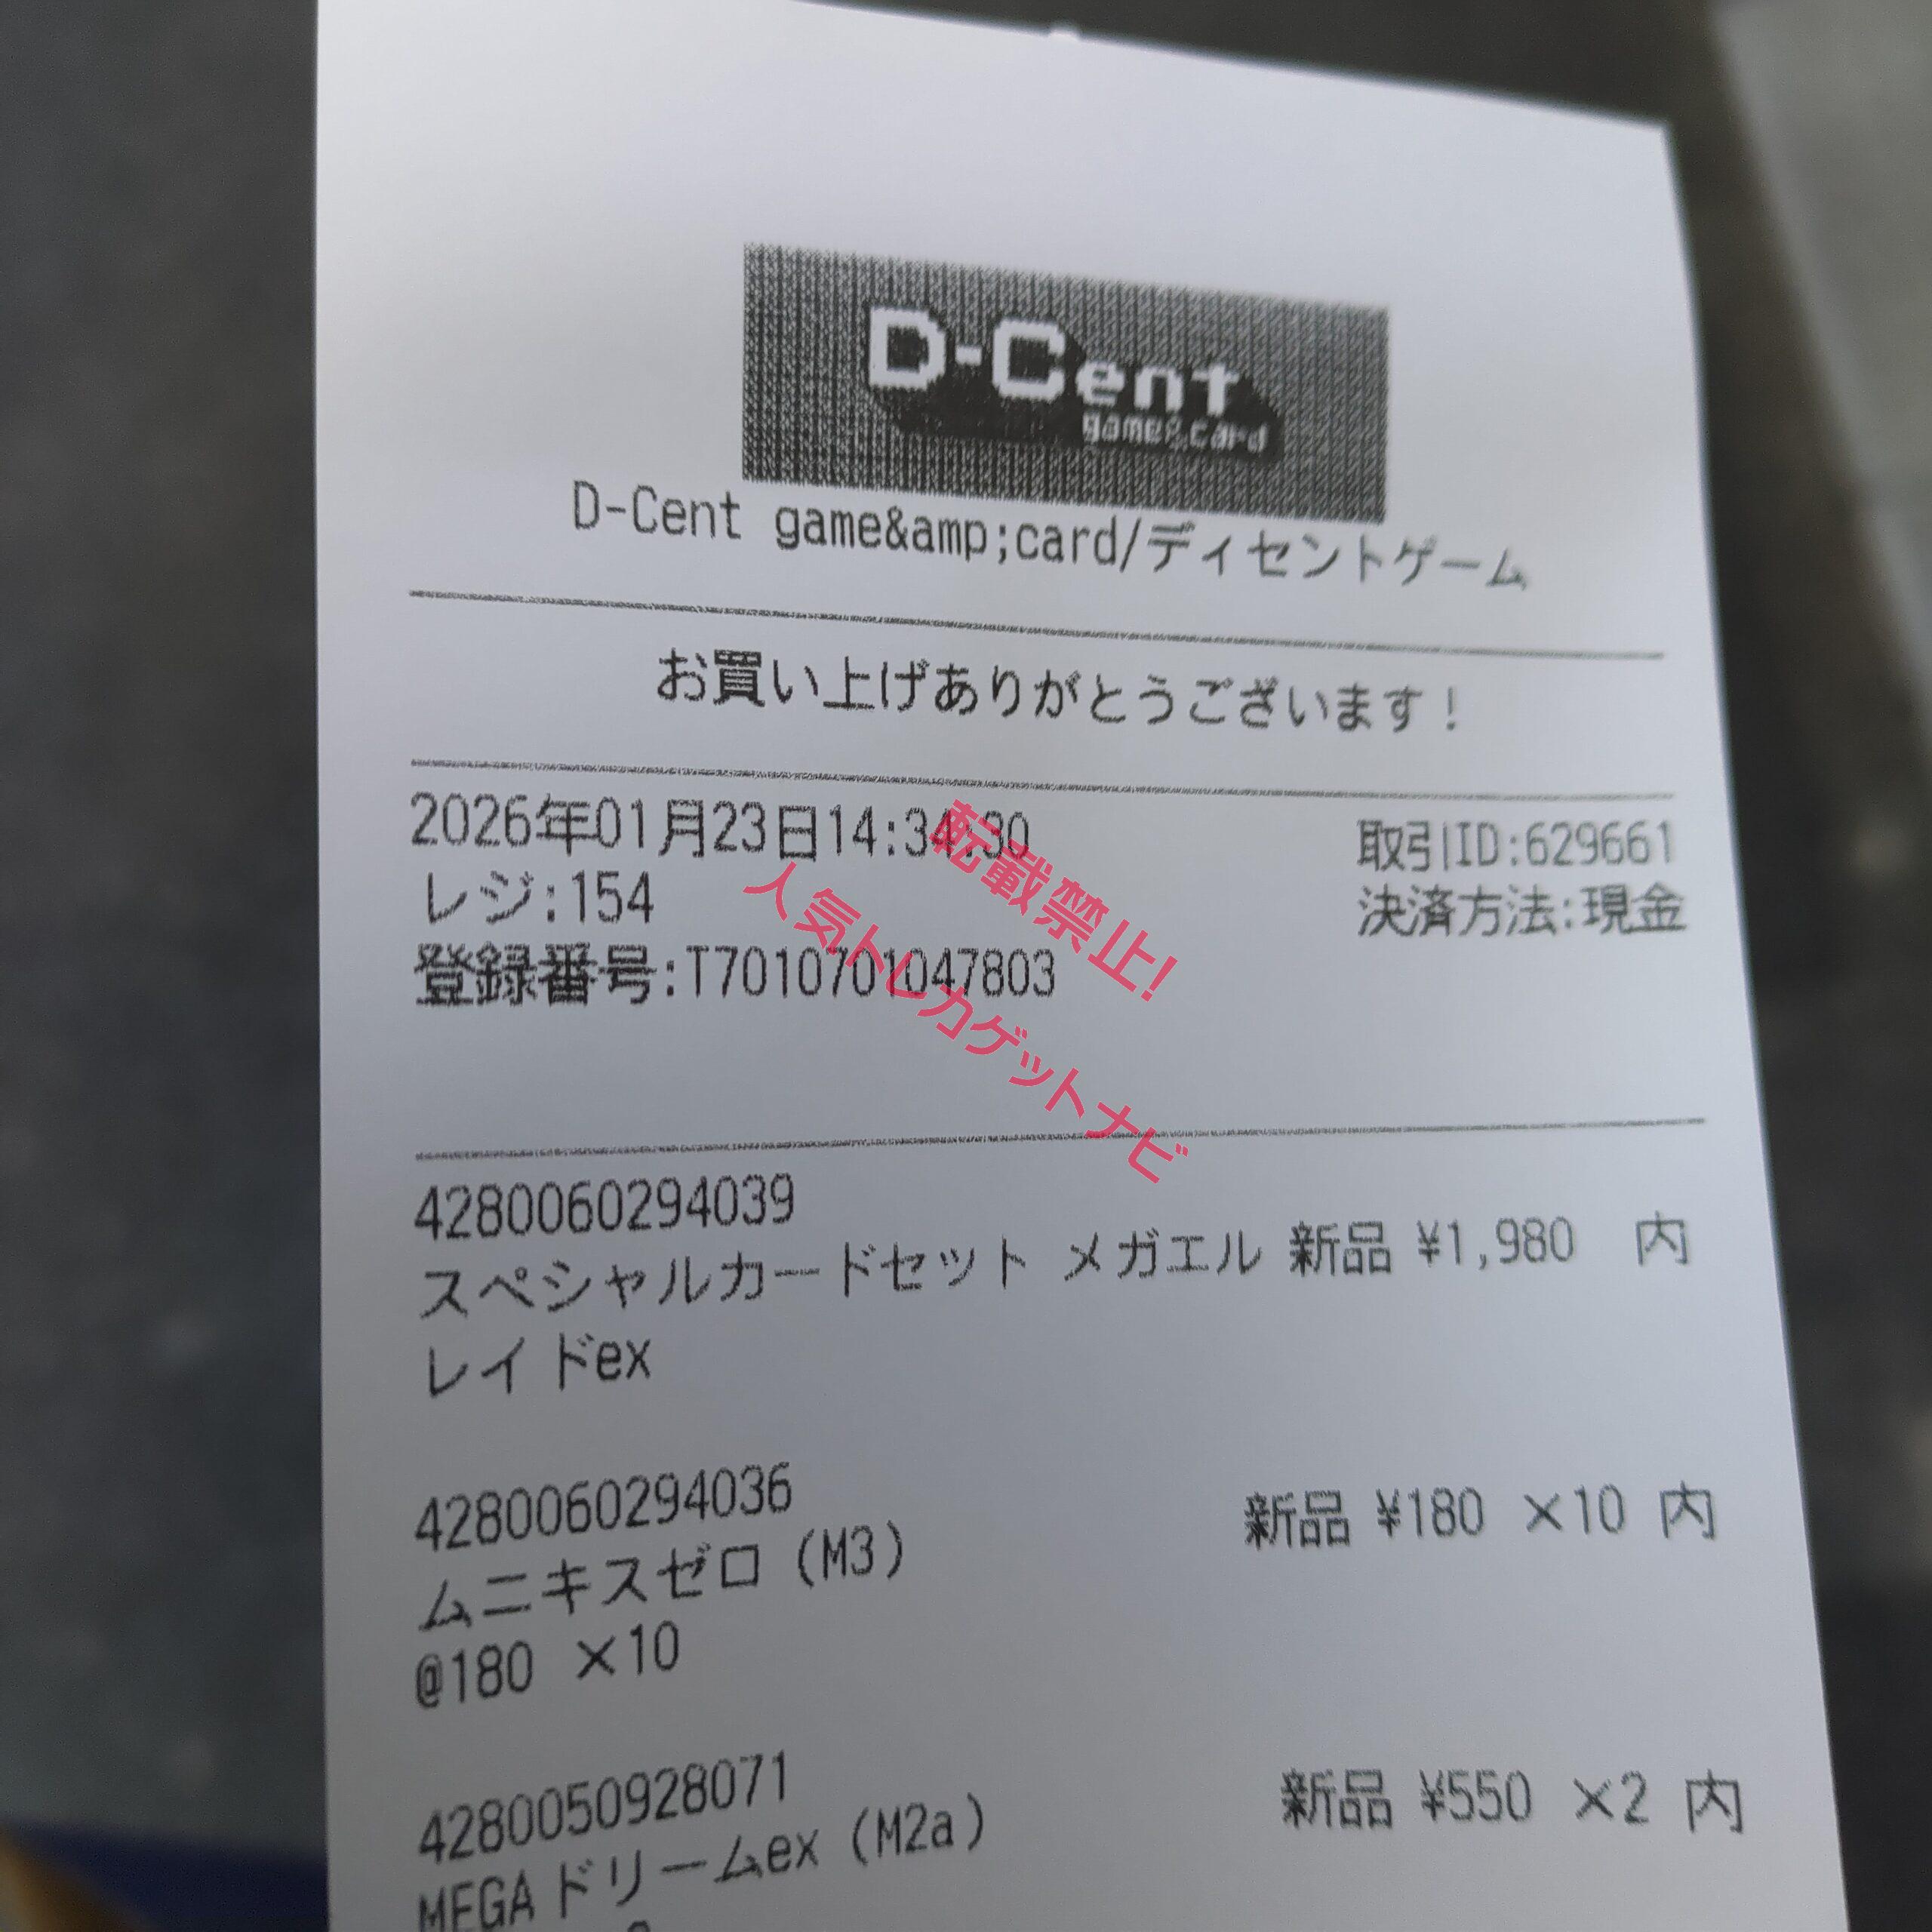 D-Cent
game&card
D-Cent game&amp;card/ディセントゲーム
お買い上げありがとうございます!
2026年01月23日14:34:30
取引ID:629661
レジ:154
決済方法:現金
登録番号:T7010701047803
転載禁止!
人気トレカゲットナビ
4280060294039
スペシャルカードセット メガエル 新品 ¥1,980 内
レイドex
4280060294036
新品 ¥180 ×10 内
ムニキスゼロ (M3)
@180 ×10
4280050928071
新品 ¥550 ×2 内
MEGAドリームex (M2a)